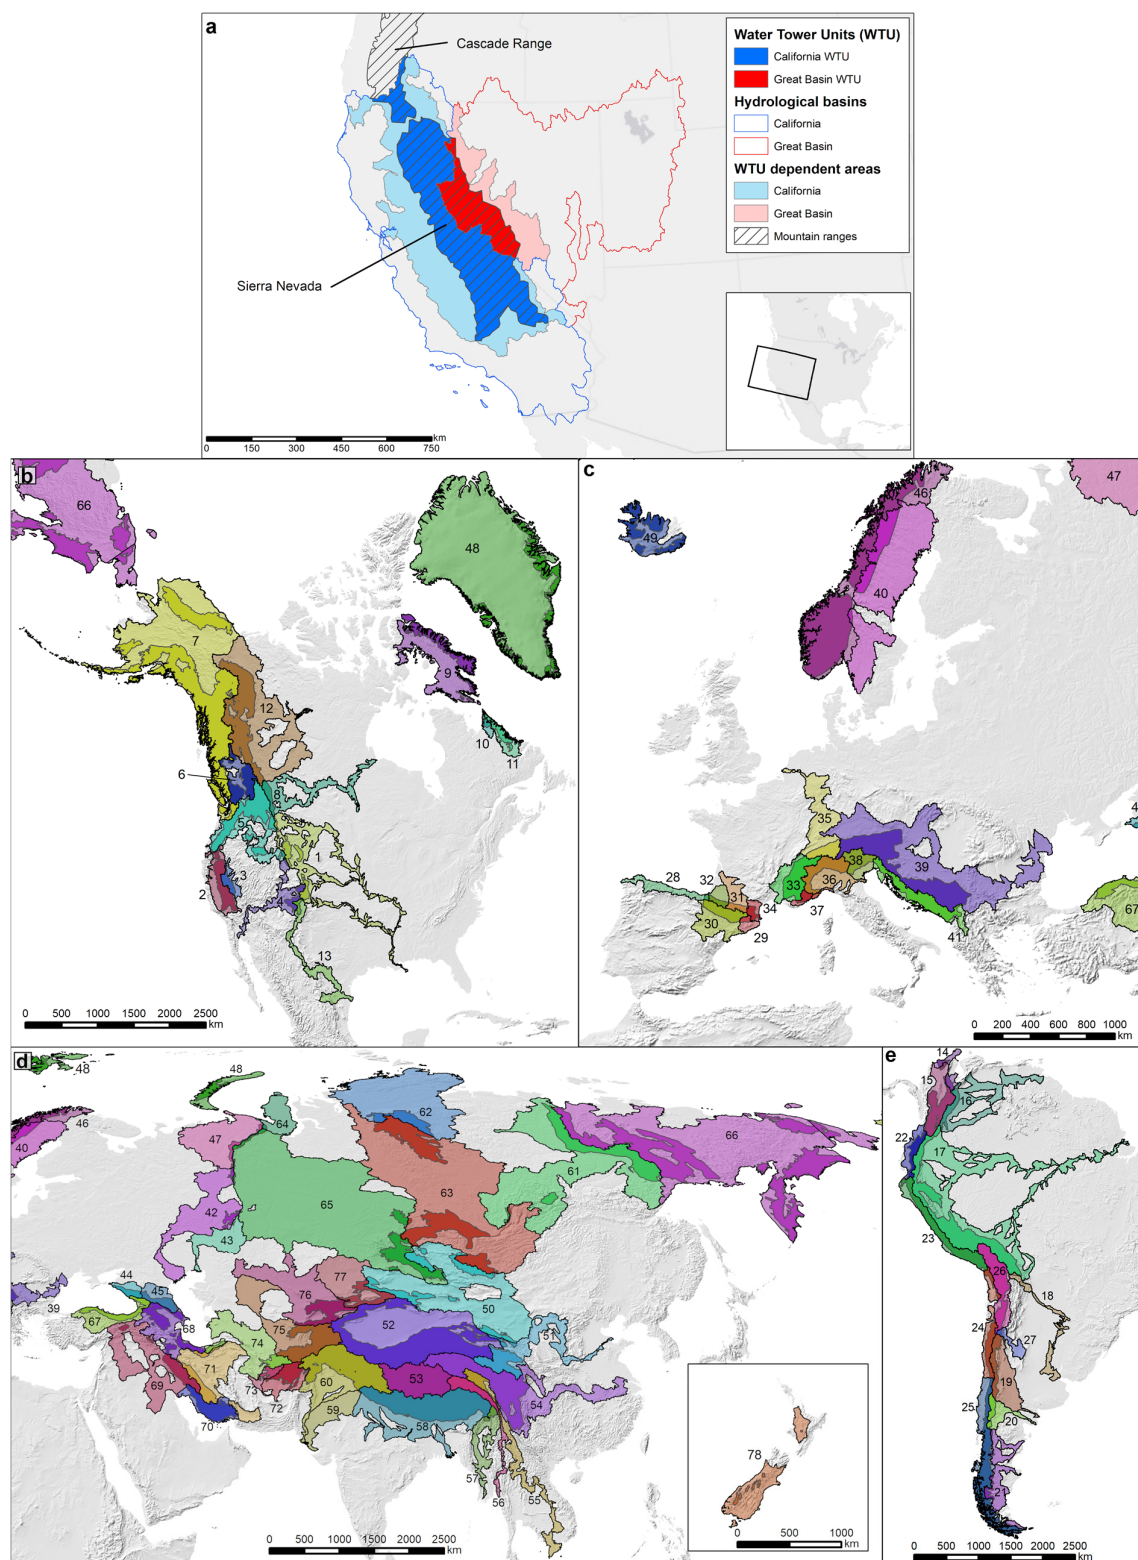 a
Cascade Range
Sierra Nevada
Water Tower Units (WTU)
California WTU
Great Basin WTU
Hydrological basins
California
Great Basin
WTU dependent areas
California
Great Basin
Mountain ranges
km
0 150 300 450 600 750
b
66
48
7
9
12
10
11
6
8
5
1
3
2
4
13
0 500 1000 1500 2000 2500
km
c
46
47
49
40
35
38
39
28
32
33
36
31
34
37
30
29
41
67
0 200 400 600 800 1000
km
d
48
48
46
40
47
64
62
66
61
63
65
42
43
44
45
39
67
68
77
76
50
75
52
51
74
71
69
73
72
60
53
59
58
54
70
57
56
55
78
0 500 1000
km
0 500 1000 1500 2000 2500
km
e
14
15
16
22
17
23
26
18
24
27
19
25
20
21
0 500 1000 1500 2000 2500
km